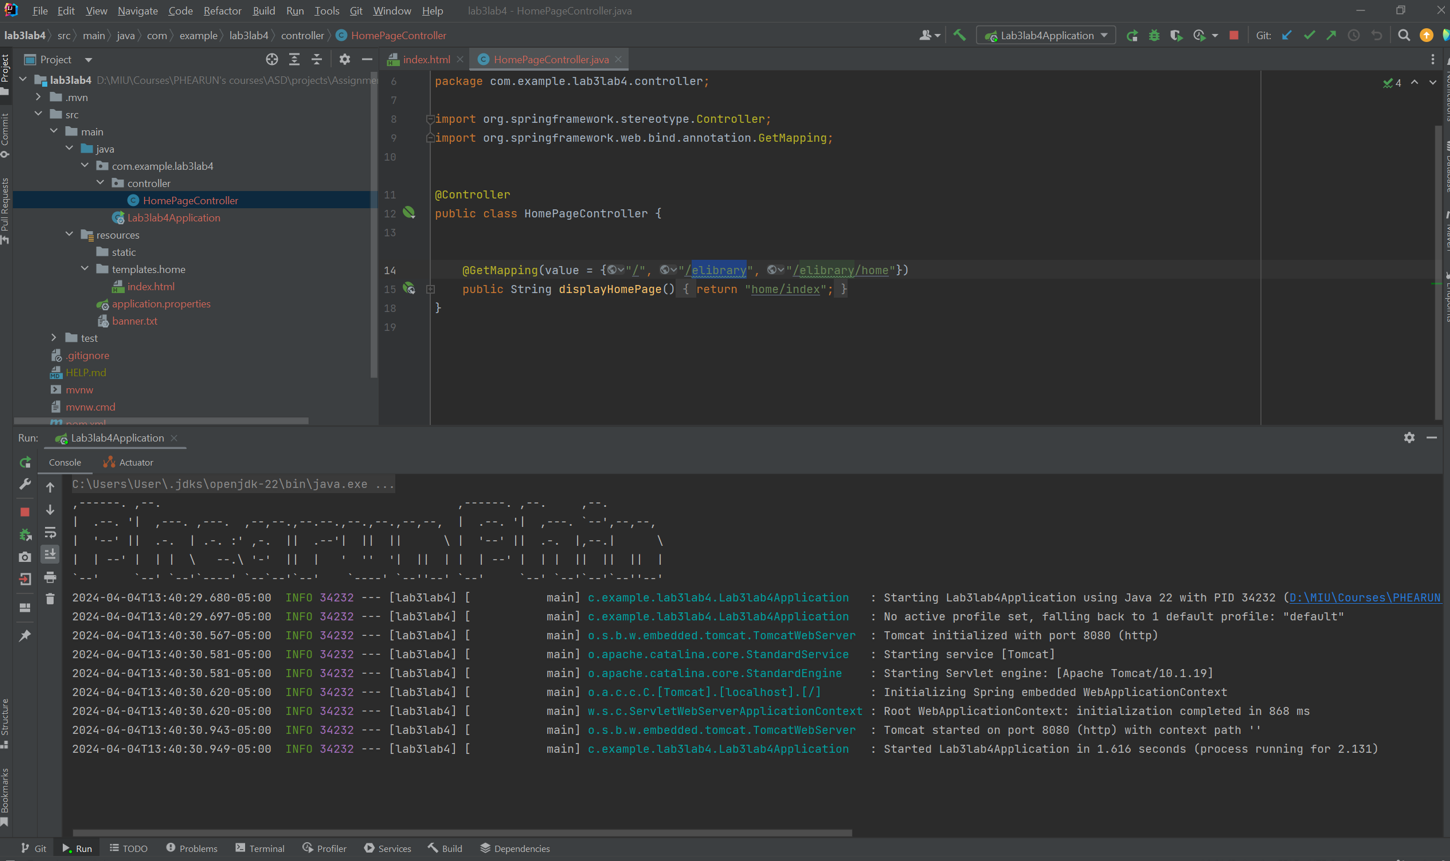 File Edit View Navigate Code Refactor Build Run Tools Git Window Help lab3lab4 - HomePageController.java
lab3lab4 src main java com example lab3lab4 controller HomePageController Lab3lab4Application Git:
Project
index.html HomePageController.java
lab3lab4 D:\MIU\Courses\PHEARUN's courses\ASD\projects\Assignmen
.mvn
src
main
java
com.example.lab3lab4
controller
HomePageController
Lab3lab4Application
resources
static
templates.home
index.html
application.properties
banner.txt
test
.gitignore
HELP.md
mvnw
mvnw.cmd
pom.xml
Project
Commit
Pull Requests
4
6 package com.example.lab3lab4.controller;
7
8 import org.springframework.stereotype.Controller;
9 import org.springframework.web.bind.annotation.GetMapping;
10
11 @Controller
12 public class HomePageController {
13
14 @GetMapping(value = {"/", "/elibrary", "/elibrary/home"})
15 public String displayHomePage() { return "home/index"; }
18 }
19
Run: Lab3lab4Application
Console Actuator
C:\Users\User\.jdks\openjdk-22\bin\java.exe ...
2024-04-04T13:40:29.680-05:00 INFO 34232 --- [lab3lab4] [ main] c.example.lab3lab4.Lab3lab4Application : Starting Lab3lab4Application using Java 22 with PID 34232 (D:\MIU\Courses\PHEARUN
2024-04-04T13:40:29.697-05:00 INFO 34232 --- [lab3lab4] [ main] c.example.lab3lab4.Lab3lab4Application : No active profile set, falling back to 1 default profile: "default"
2024-04-04T13:40:30.567-05:00 INFO 34232 --- [lab3lab4] [ main] o.s.b.w.embedded.tomcat.TomcatWebServer : Tomcat initialized with port 8080 (http)
2024-04-04T13:40:30.581-05:00 INFO 34232 --- [lab3lab4] [ main] o.apache.catalina.core.StandardService : Starting service [Tomcat]
2024-04-04T13:40:30.581-05:00 INFO 34232 --- [lab3lab4] [ main] o.apache.catalina.core.StandardEngine : Starting Servlet engine: [Apache Tomcat/10.1.19]
2024-04-04T13:40:30.620-05:00 INFO 34232 --- [lab3lab4] [ main] o.a.c.c.C.[Tomcat].[localhost].[/] : Initializing Spring embedded WebApplicationContext
2024-04-04T13:40:30.620-05:00 INFO 34232 --- [lab3lab4] [ main] w.s.c.ServletWebServerApplicationContext : Root WebApplicationContext: initialization completed in 868 ms
2024-04-04T13:40:30.943-05:00 INFO 34232 --- [lab3lab4] [ main] o.s.b.w.embedded.tomcat.TomcatWebServer : Tomcat started on port 8080 (http) with context path ''
2024-04-04T13:40:30.949-05:00 INFO 34232 --- [lab3lab4] [ main] c.example.lab3lab4.Lab3lab4Application : Started Lab3lab4Application in 1.616 seconds (process running for 2.131)
Structure
Bookmarks
Git Run TODO Problems Terminal Profiler Services Build Dependencies